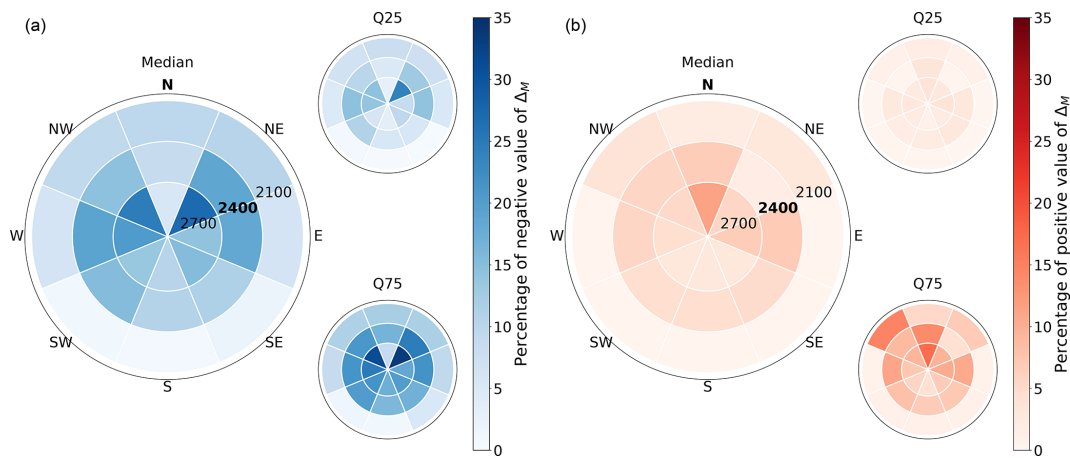 (a)
Median
N
NW
NE
W
E
SW
SE
S
2100
2400
2700
Q25
Q75
35
30
25
20
15
10
5
0
Percentage of negative value of Δ_M
(b)
Median
N
NW
NE
W
E
SW
SE
S
2100
2400
2700
Q25
Q75
35
30
25
20
15
10
5
0
Percentage of positive value of Δ_M